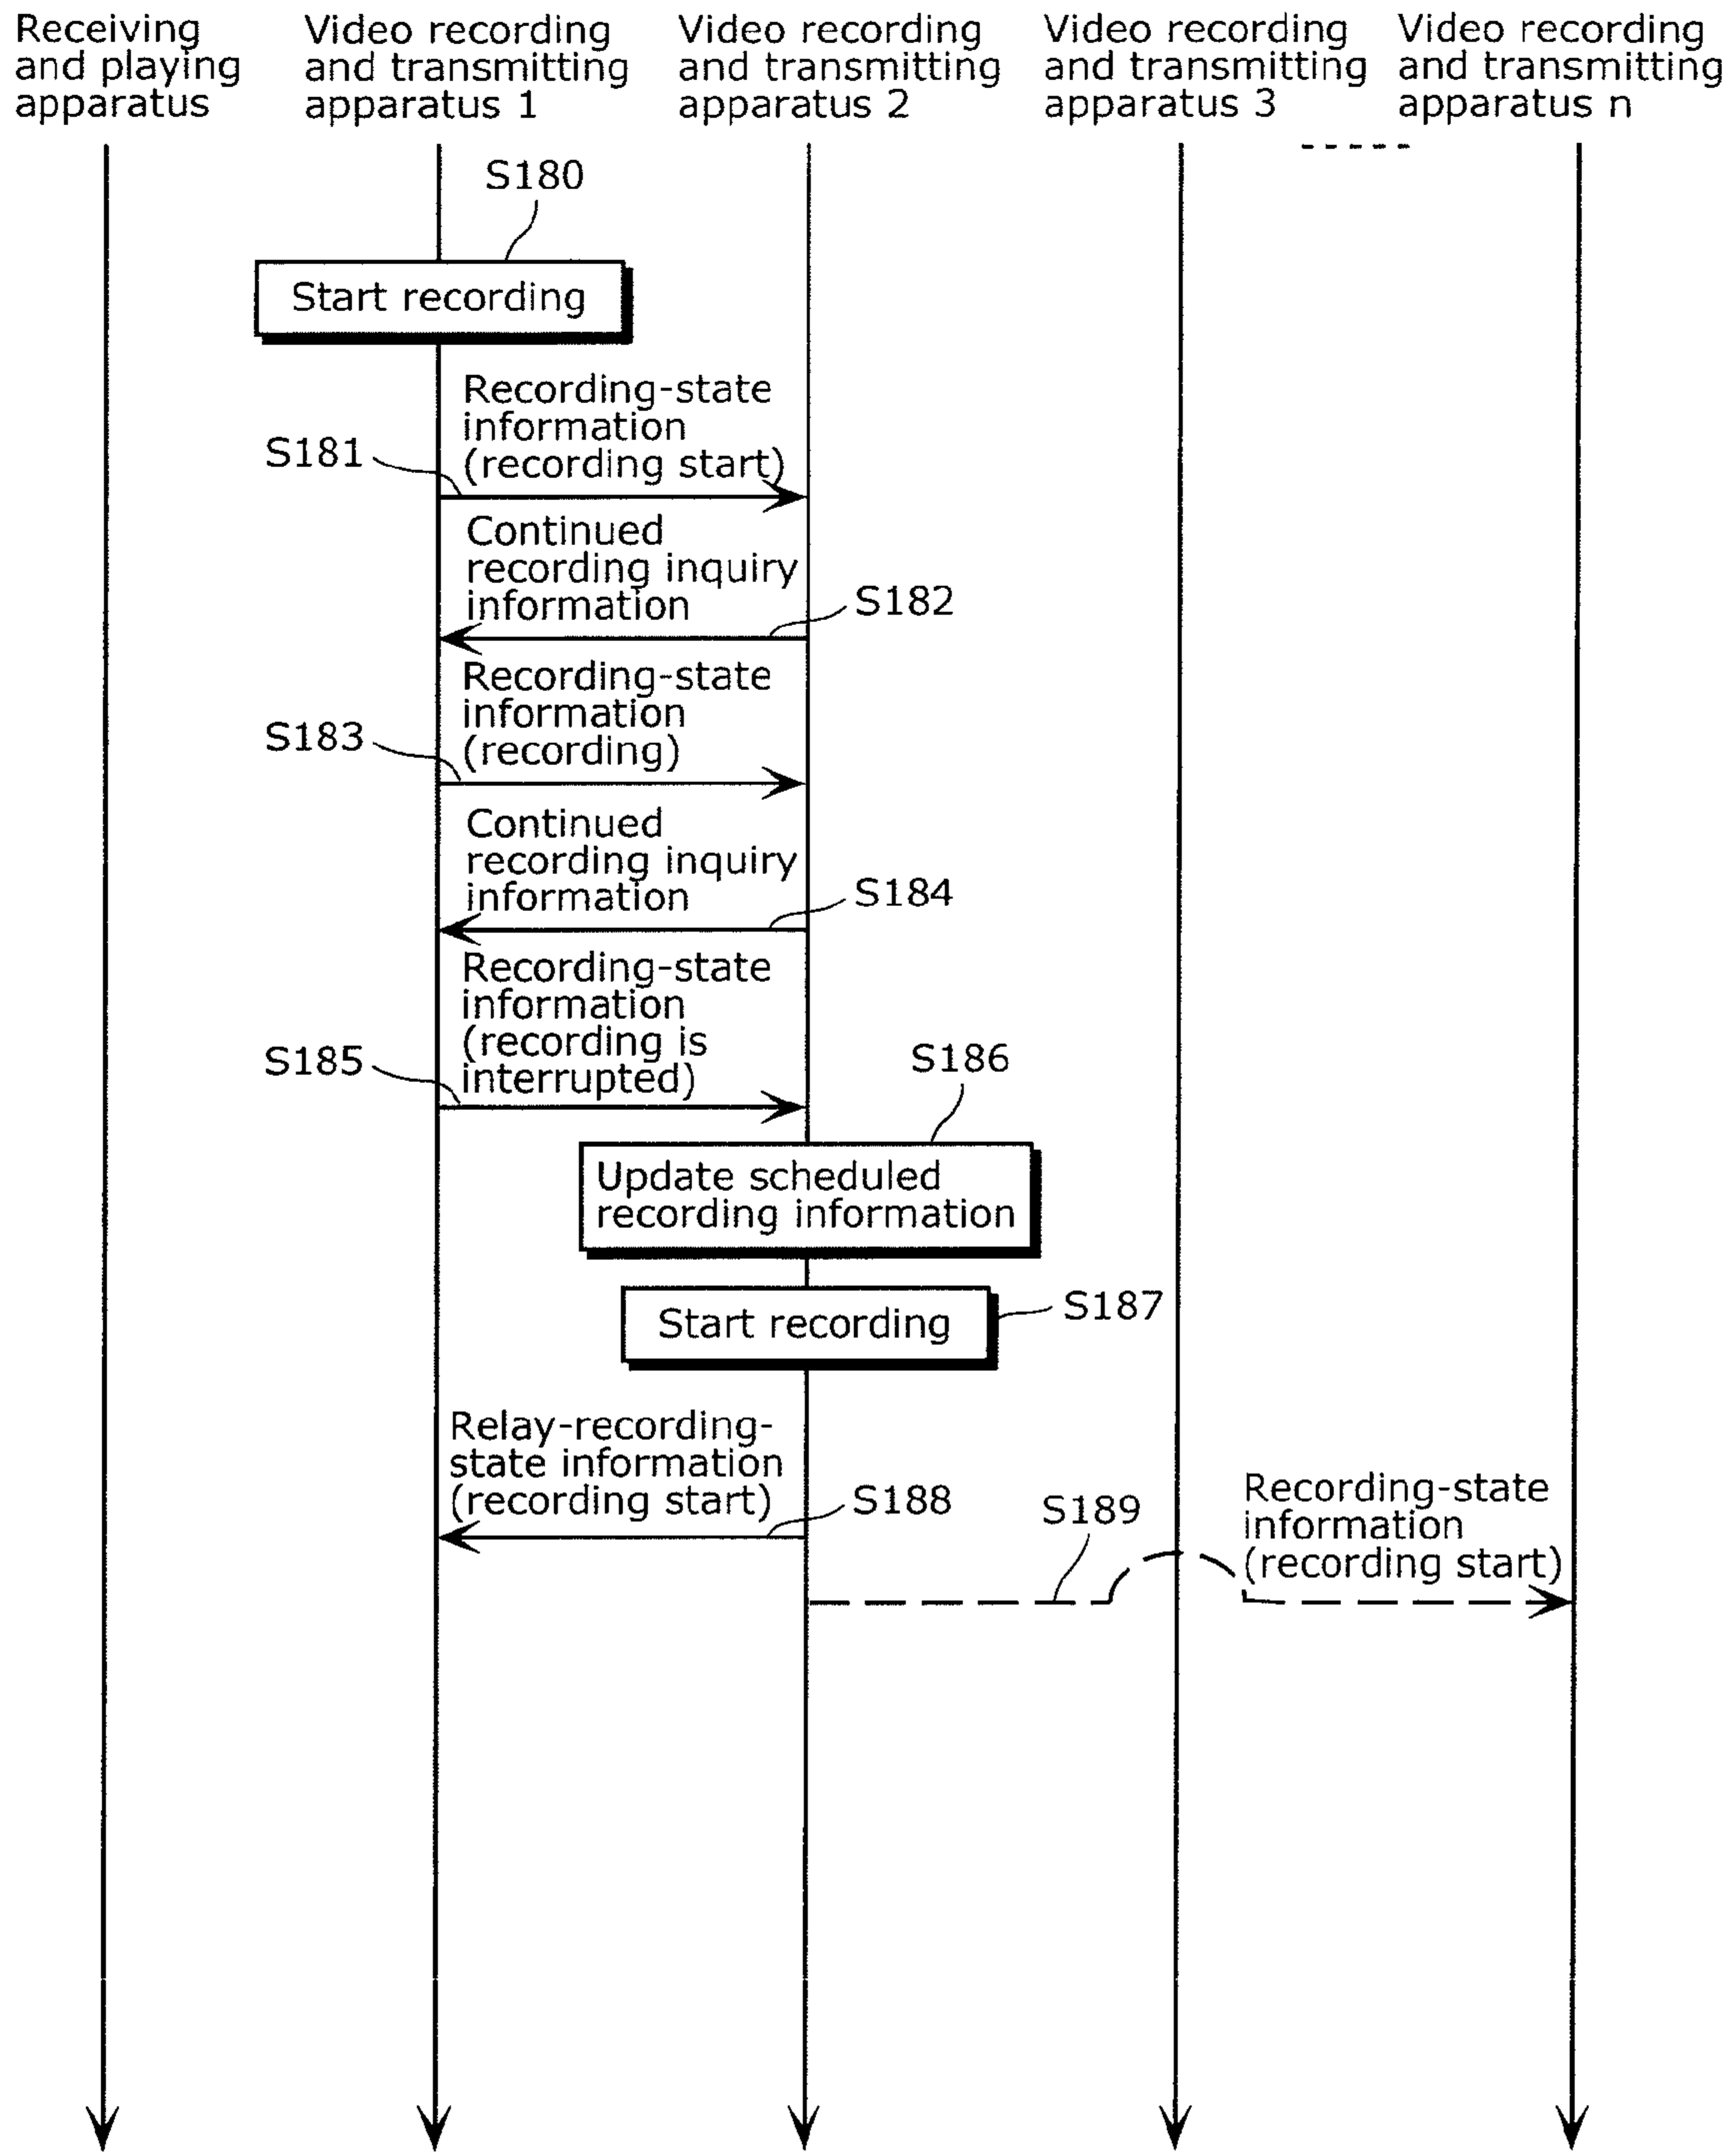 Receiving
and playing
apparatus
Video recording
and transmitting
apparatus 1
Video recording
and transmitting
apparatus 2
Video recording
and transmitting
apparatus 3
Video recording
and transmitting
apparatus n
S180
Start recording
Recording-state
information
(recording start)
S181
Continued
recording inquiry
information
S182
Recording-state
information
(recording)
S183
Continued
recording inquiry
information
S184
Recording-state
information
(recording is
interrupted)
S185
S186
Update scheduled
recording information
Start recording
S187
Relay-recording-
state information
(recording start)
S188
S189
Recording-state
information
(recording start)